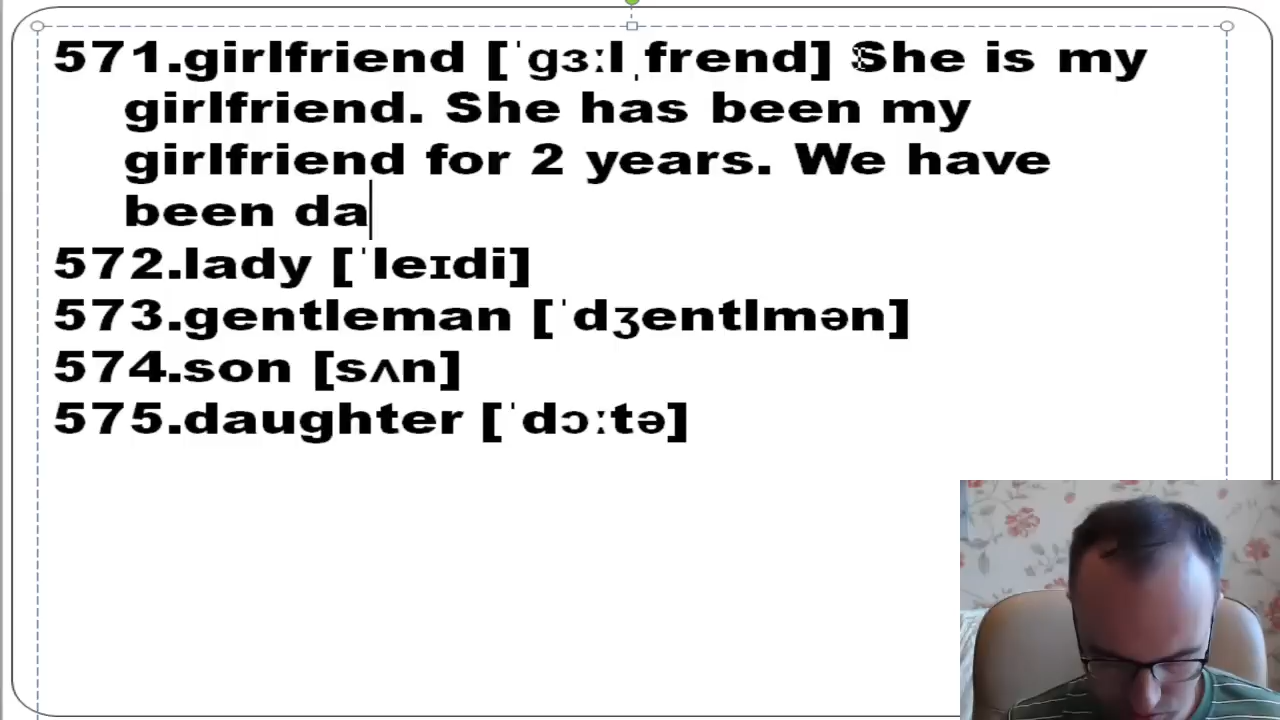 571.girlfriend [ˈɡɜːlˌfrend] She is my
girlfriend. She has been my
girlfriend for 2 years. We have
been da
572.lady [ˈleɪdi]
573.gentleman [ˈdʒentlmən]
574.son [sʌn]
575.daughter [ˈdɔːtə]